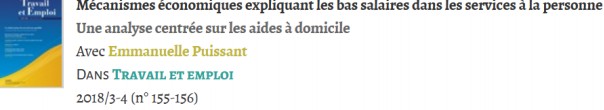 Travail
et Emploi
Mécanismes économiques expliquant les bas salaires dans les services à la personne
Une analyse centrée sur les aides à domicile
Avec Emmanuelle Puissant
Dans Travail et emploi
2018/3-4 (n° 155-156)